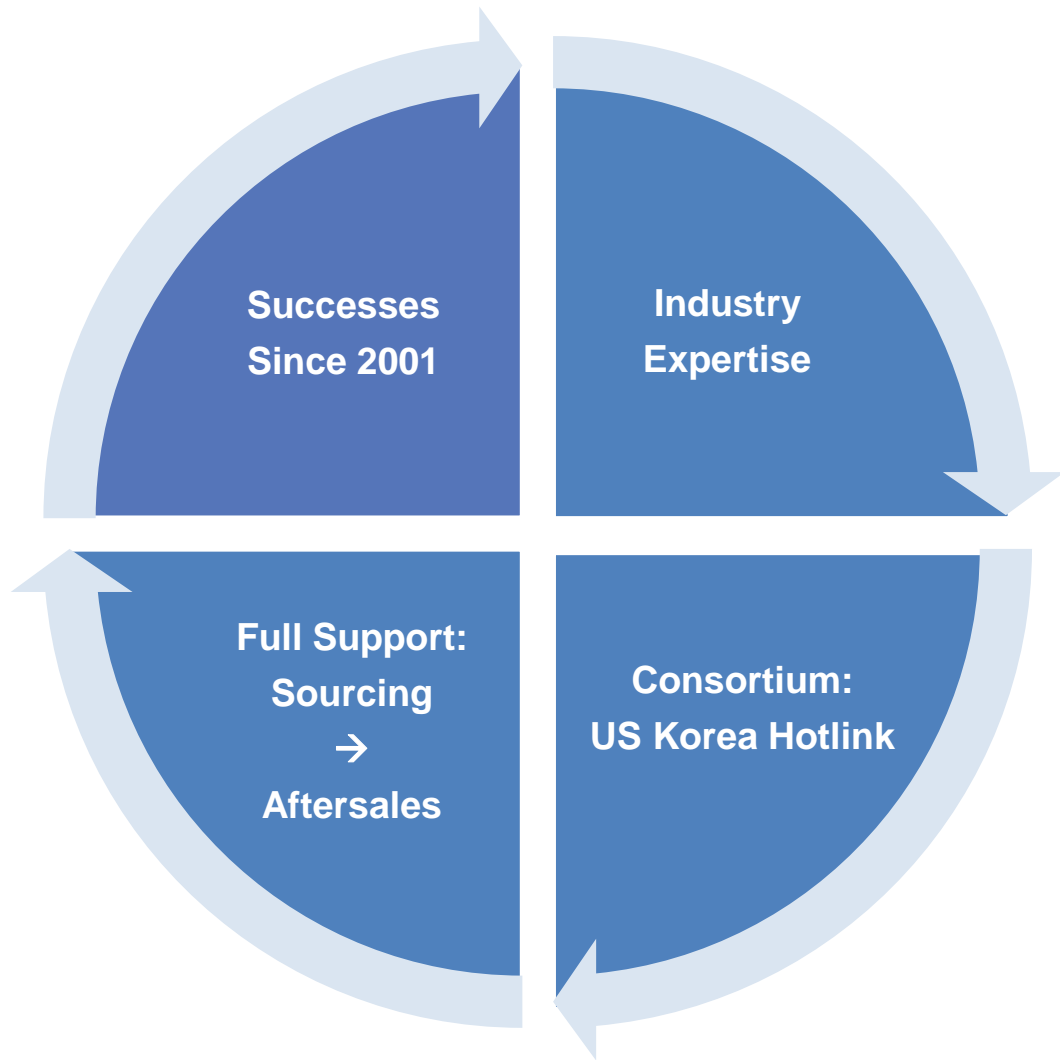 Successes
Since 2001
Industry
Expertise
Full Support:
Sourcing
→
Aftersales
Consortium:
US Korea Hotlink